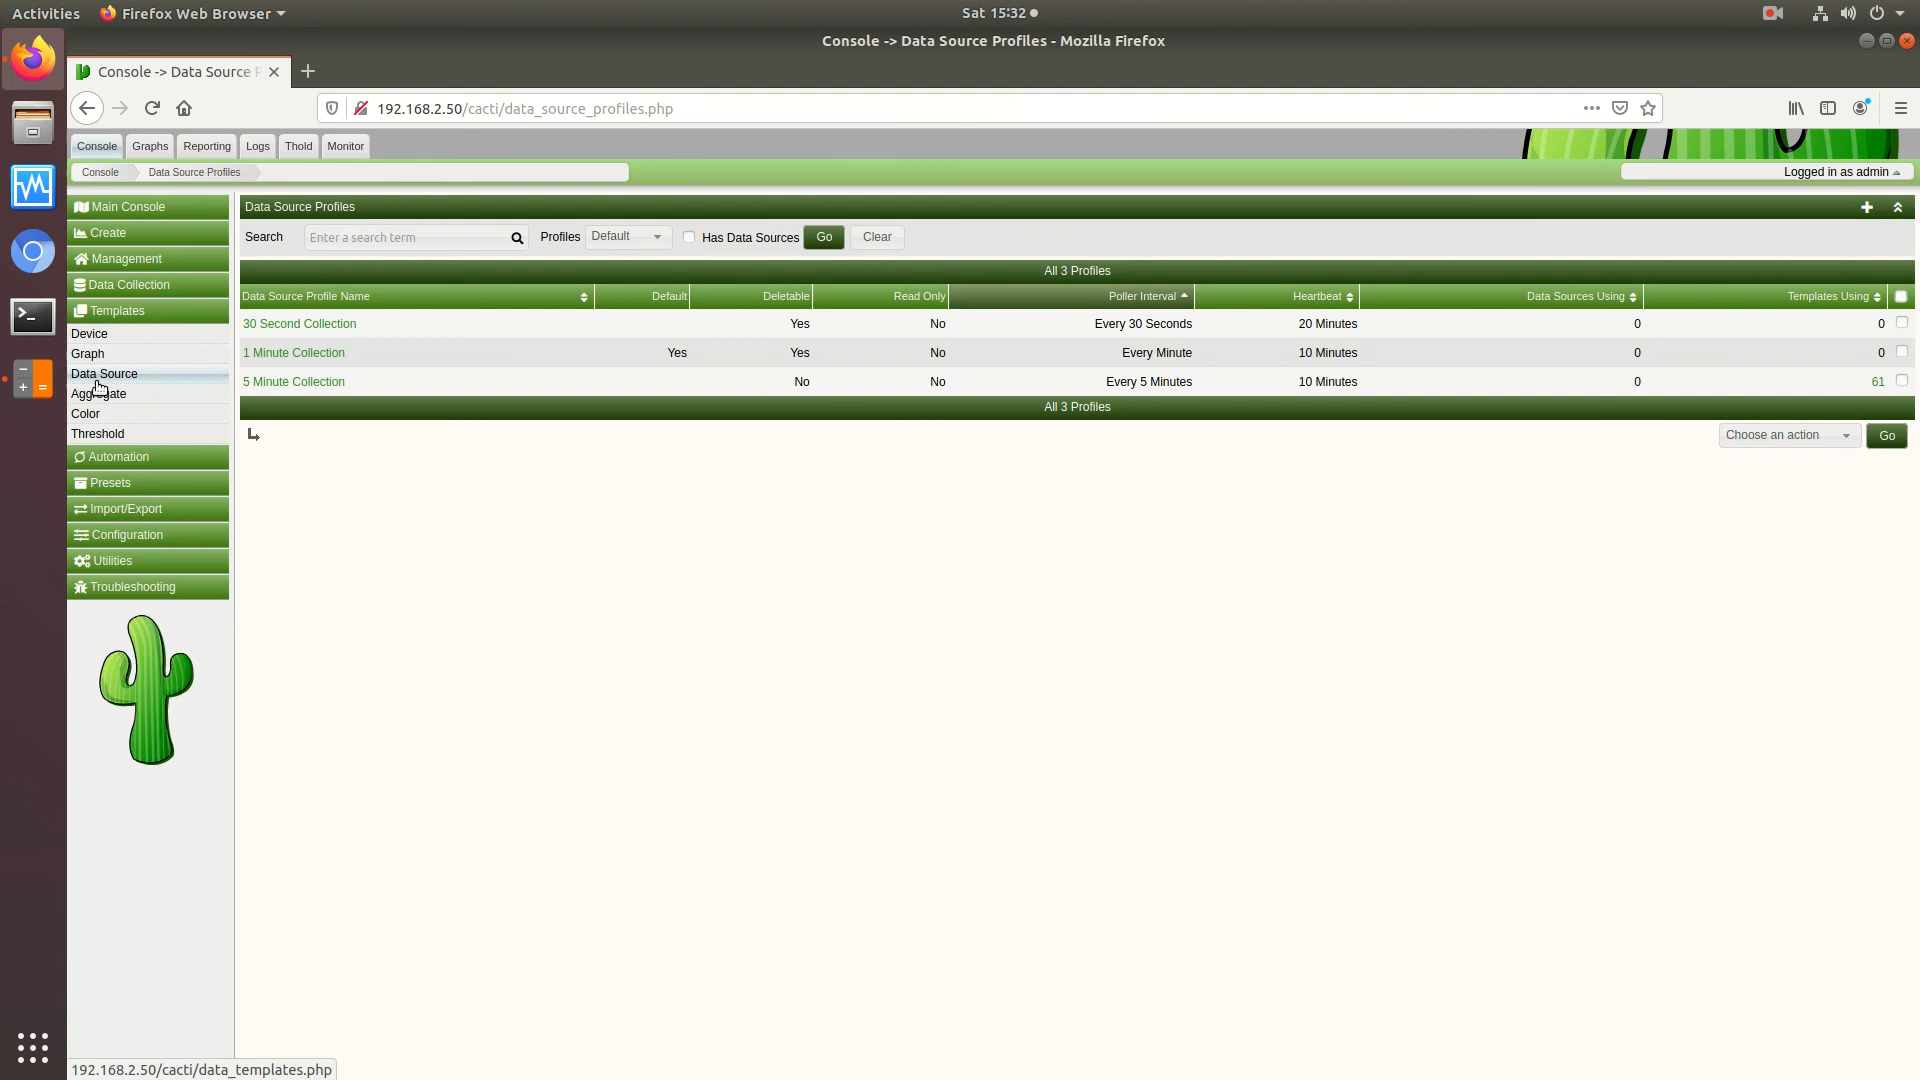 Activities
Firefox Web Browser
Sat 15:32
Console -> Data Source Profiles - Mozilla Firefox
Console -> Data Source P
192.168.2.50/cacti/data_source_profiles.php
Console
Graphs
Reporting
Logs
Thold
Monitor
Console
Data Source Profiles
Logged in as admin
Main Console
Create
Management
Data Collection
Templates
Device
Graph
Data Source
Aggregate
Color
Threshold
Automation
Presets
Import/Export
Configuration
Utilities
Troubleshooting
Data Source Profiles
Search Enter a search term Profiles Default Has Data Sources Go Clear
All 3 Profiles
Data Source Profile Name Default Deletable Read Only Poller Interval Heartbeat Data Sources Using Templates Using
30 Second Collection Yes No Every 30 Seconds 20 Minutes 0 0
1 Minute Collection Yes Yes No Every Minute 10 Minutes 0 0
5 Minute Collection No No Every 5 Minutes 10 Minutes 0 61
All 3 Profiles
Choose an action Go
192.168.2.50/cacti/data_templates.php